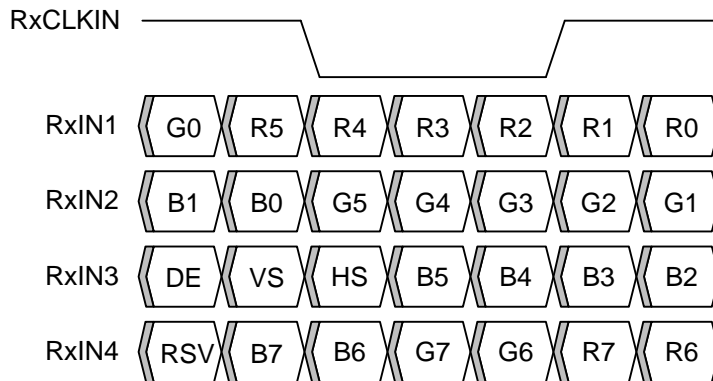 RxCLKIN
RxIN1 G0 R5 R4 R3 R2 R1 R0
RxIN2 B1 B0 G5 G4 G3 G2 G1
RxIN3 DE VS HS B5 B4 B3 B2
RxIN4 RSV B7 B6 G7 G6 R7 R6